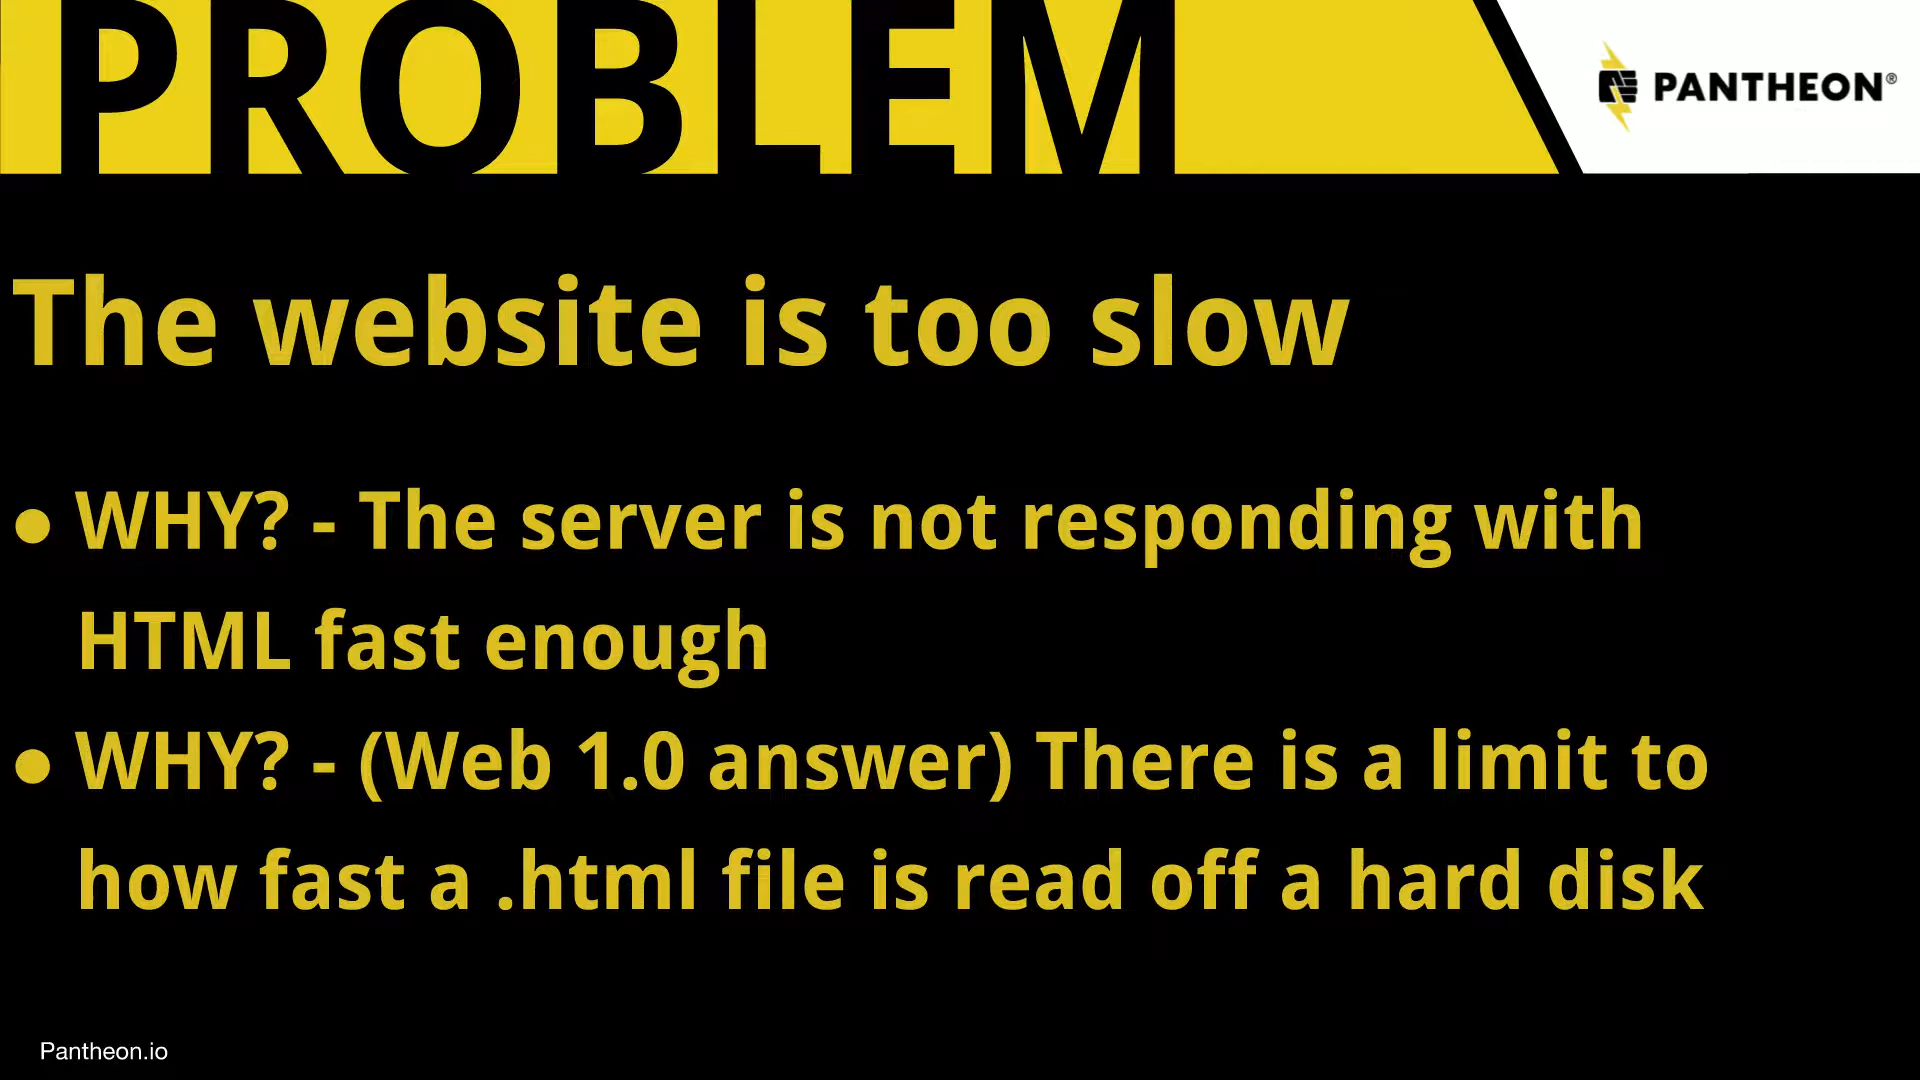 PROBLEM
PANTHEON®
The website is too slow
• WHY? - The server is not responding with
HTML fast enough
• WHY? - (Web 1.0 answer) There is a limit to
how fast a .html file is read off a hard disk
Pantheon.io